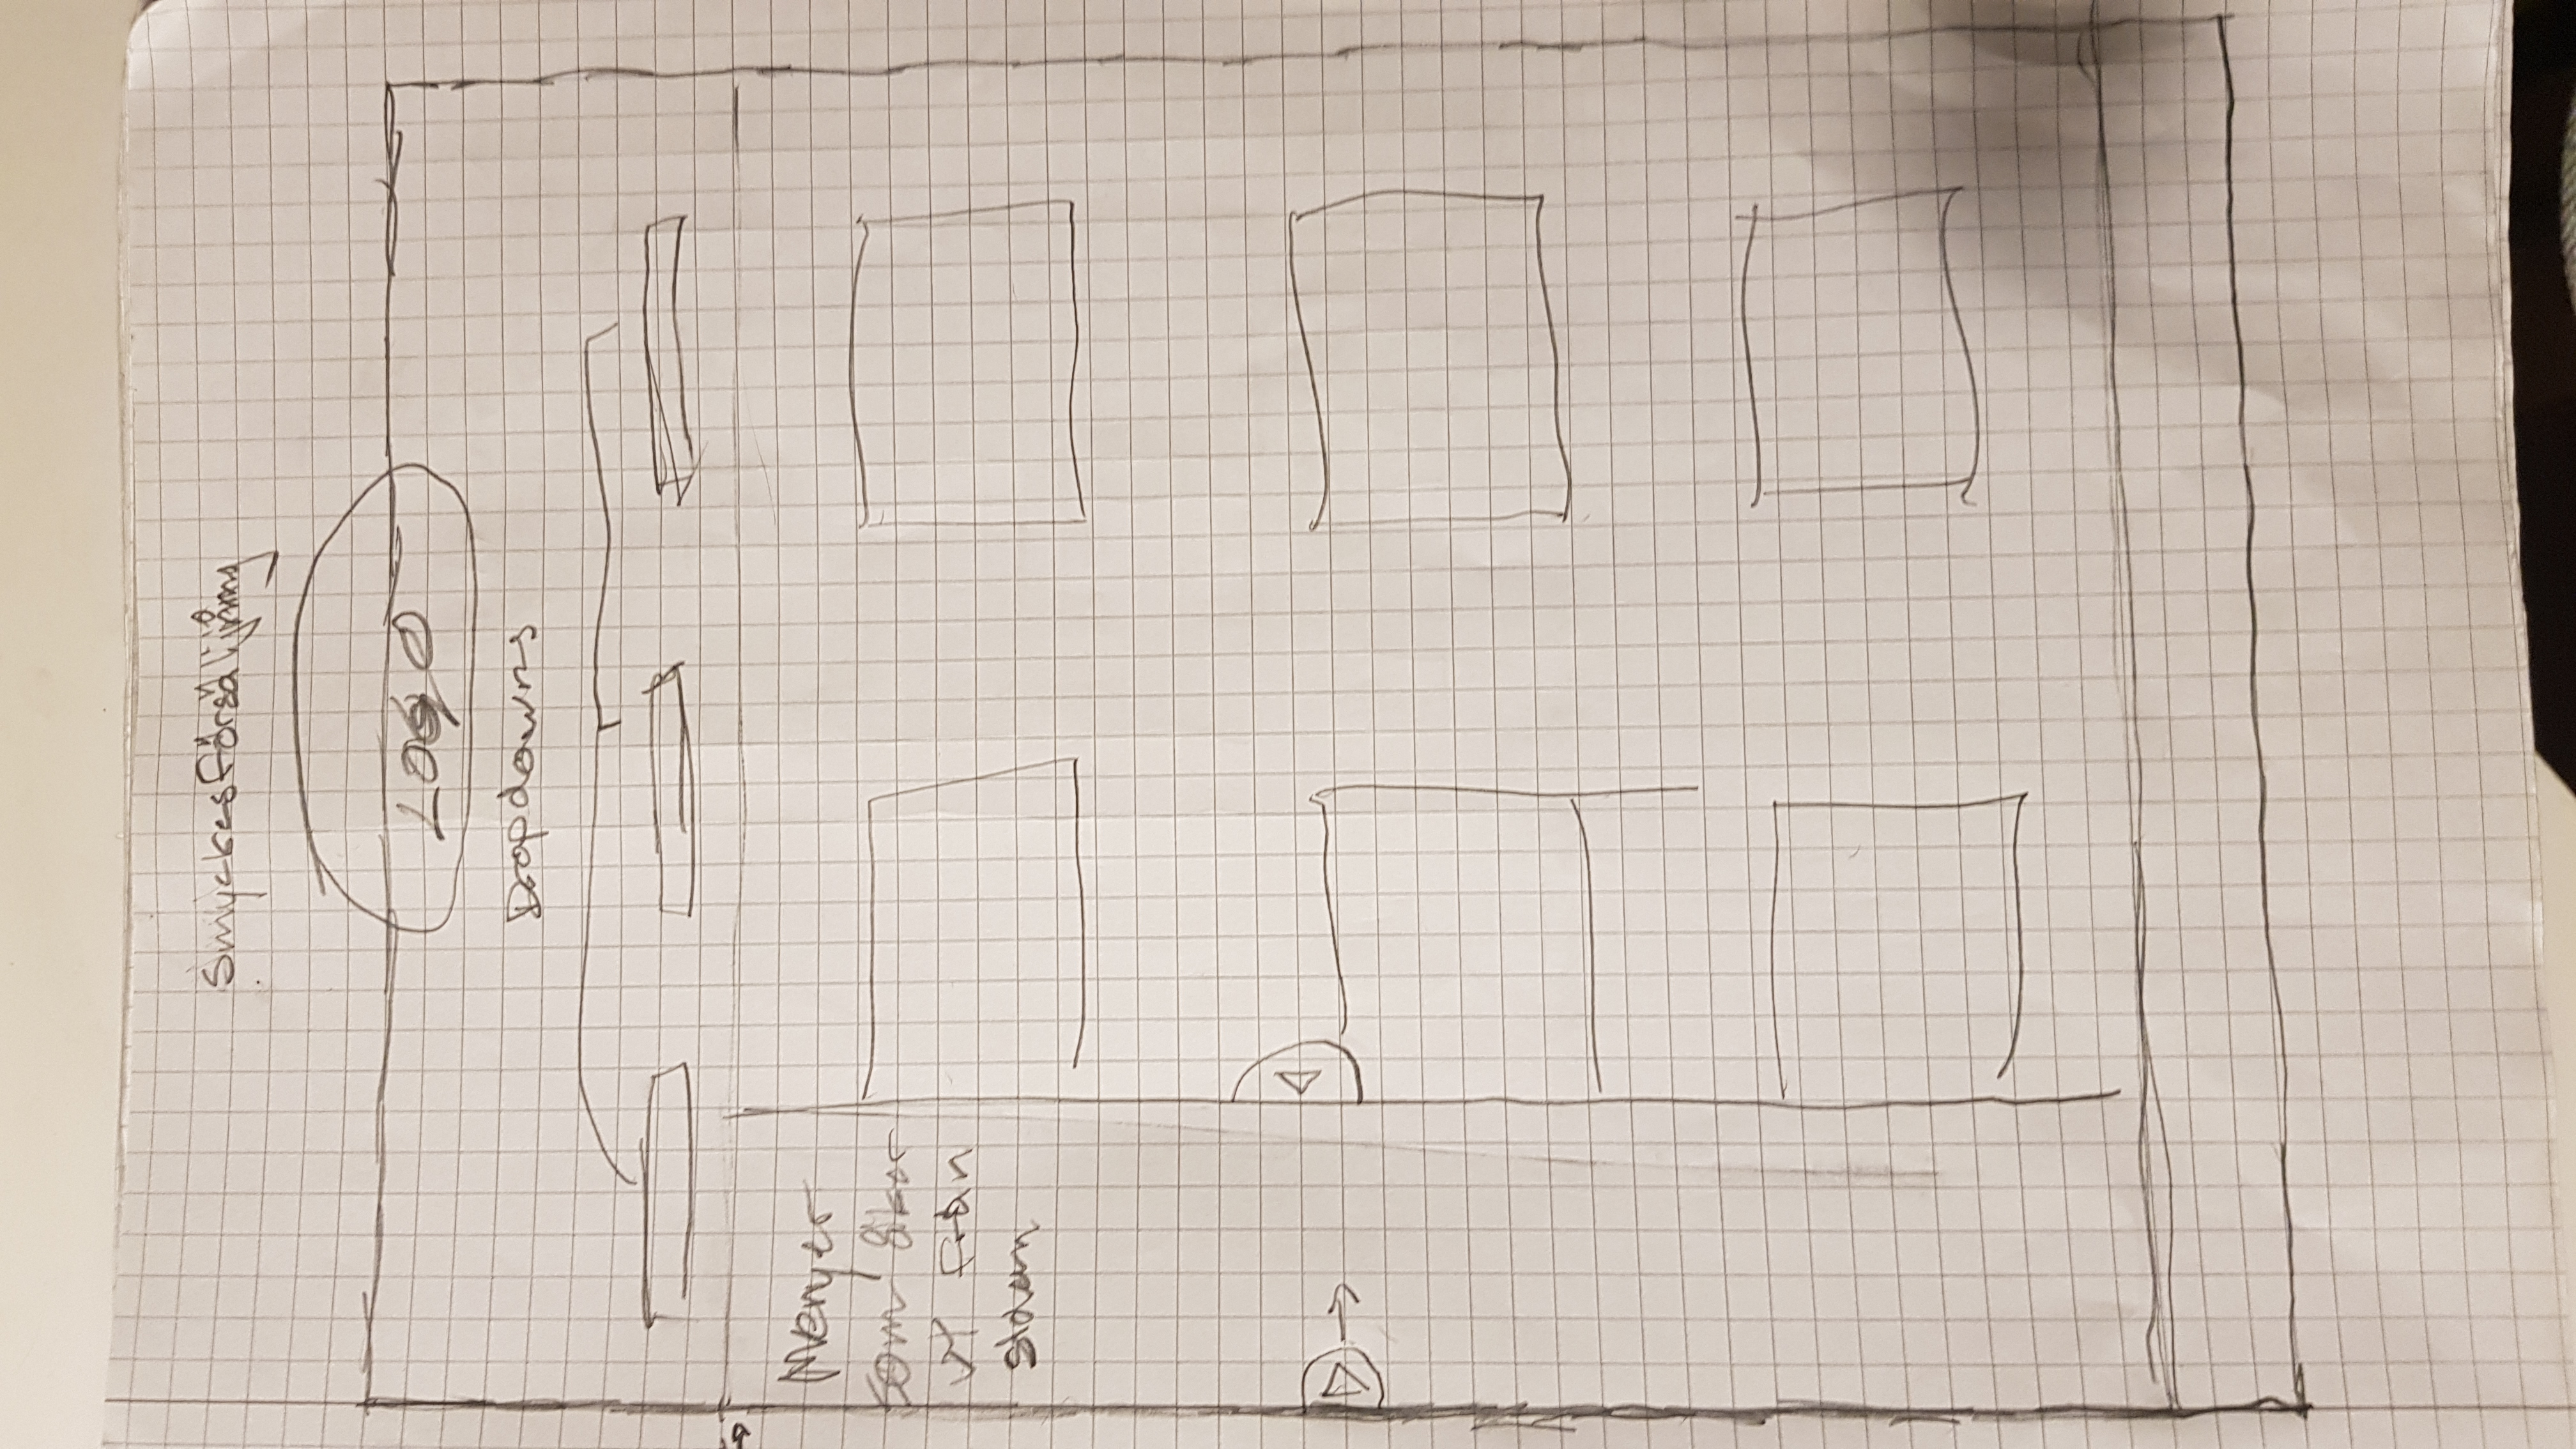 Smyckesförsäljning
LOGO
Dropdowns
Menyer
som åker
ut från
sidan